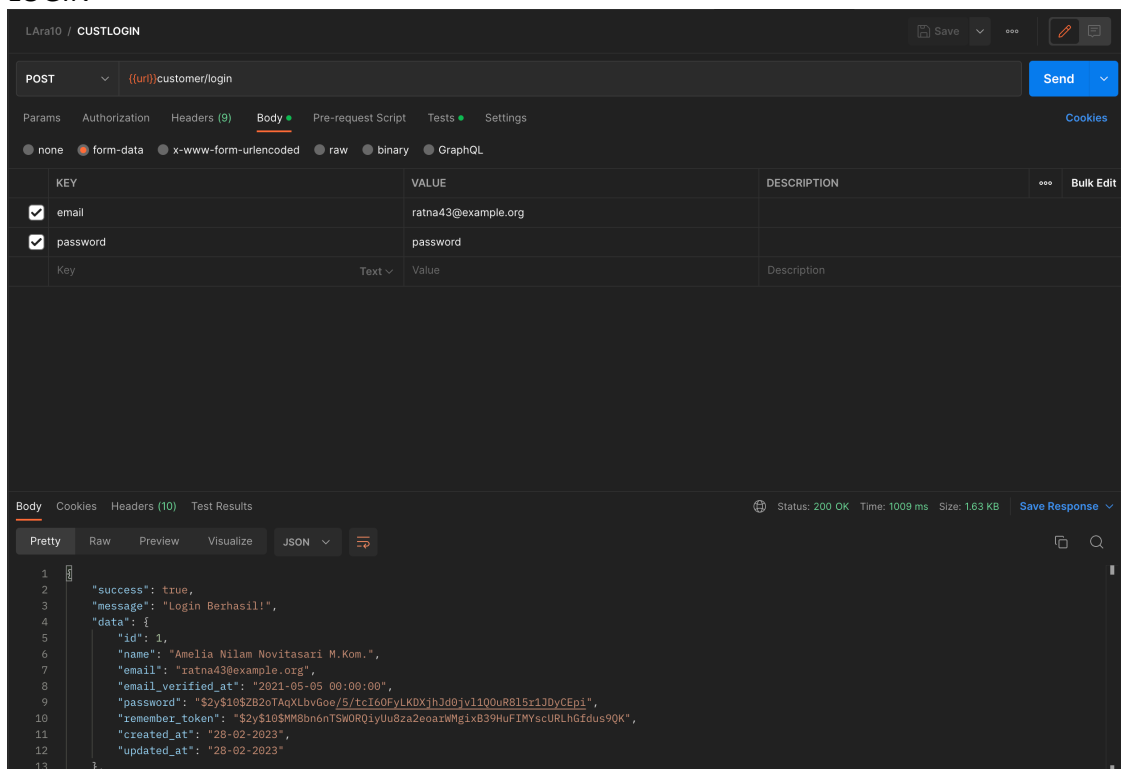 LOGIN
LAra10 / CUSTLOGIN
Save
POST {{url}}customer/login Send
Params Authorization Headers (9) Body Pre-request Script Tests Settings Cookies
none form-data x-www-form-urlencoded raw binary GraphQL
KEY VALUE DESCRIPTION Bulk Edit
email ratna43@example.org
password password
Key Text Value Description
Body Cookies Headers (10) Test Results Status: 200 OK Time: 1009 ms Size: 1.63 KB Save Response
Pretty Raw Preview Visualize JSON
1 {
2 "success": true,
3 "message": "Login Berhasil!",
4 "data": {
5 "id": 1,
6 "name": "Amelia Nilam Novitasari M.Kom.",
7 "email": "ratna43@example.org",
8 "email_verified_at": "2021-05-05 00:00:00",
9 "password": "$2y$10$ZB2oTAqXLbvGoe/5/tcI6OFyLKDXjhJd0jvl1QOuR8l5r1JDyCEpi",
10 "remember_token": "$2y$10$MM8bn6nTSWORQiyUu8za2eoarWMgixB39HuFIMYscURLhGfdus9QK",
11 "created_at": "28-02-2023",
12 "updated_at": "28-02-2023"
13 },